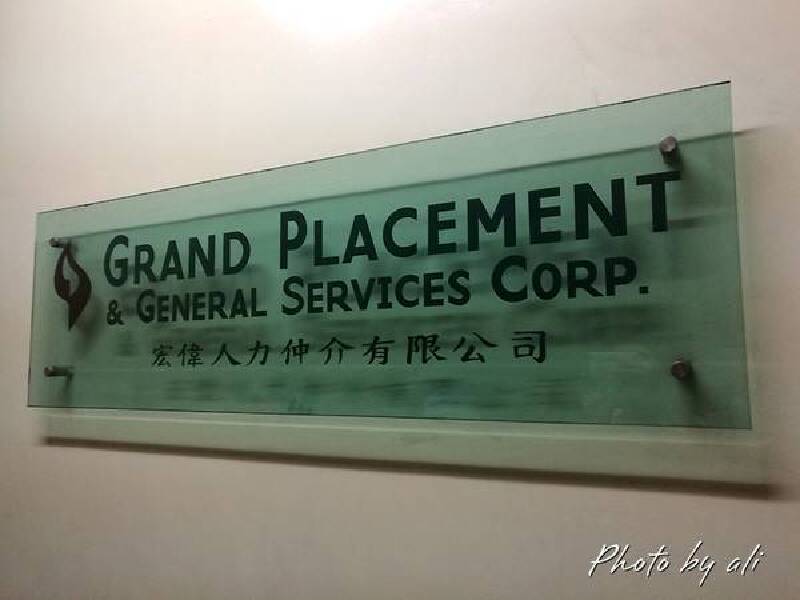 GRAND PLACEMENT
& GENERAL SERVICES CORP.
宏偉人力仲介有限公司
Photo by ali